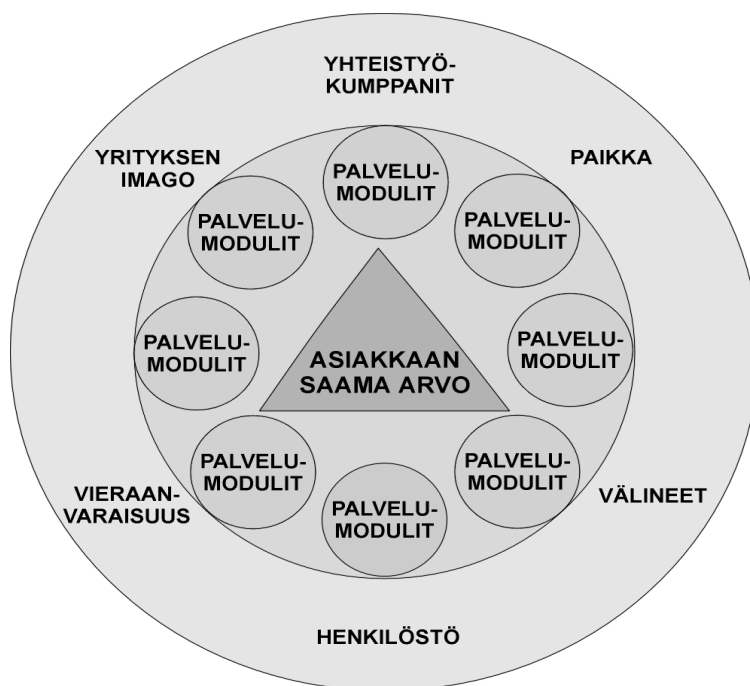 YHTEISTYÖ-
KUMPPANIT
YRITYKSEN
IMAGO
PAIKKA
PALVELU-
MODULIT
PALVELU-
MODULIT
PALVELU-
MODULIT
PALVELU-
MODULIT
PALVELU-
MODULIT
ASIAKKAAN
SAAMA ARVO
PALVELU-
MODULIT
PALVELU-
MODULIT
PALVELU-
MODULIT
VIERAAN-
VARAISUUS
VÄLINEET
HENKILÖSTÖ